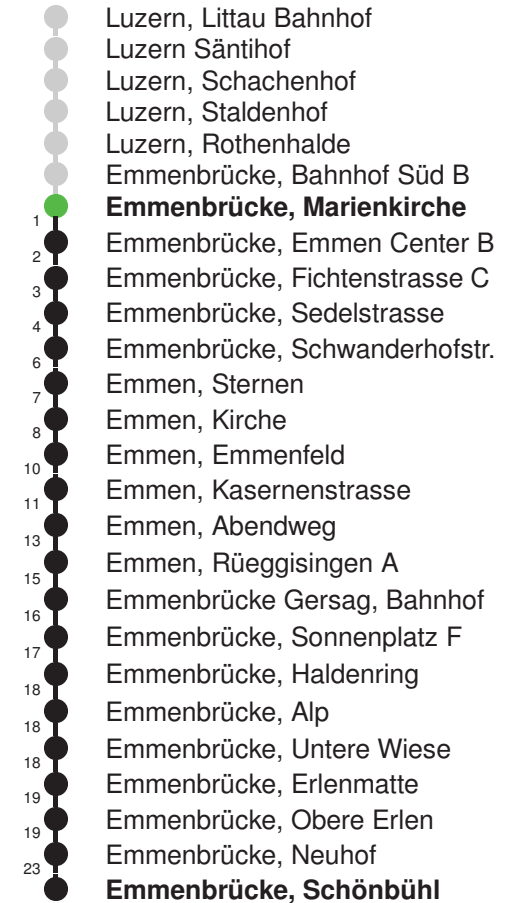 Luzern, Littau Bahnhof
Luzern Säntihof
Luzern, Schachenhof
Luzern, Staldenhof
Luzern, Rothenhalde
Emmenbrücke, Bahnhof Süd B
Emmenbrücke, Marienkirche
1
Emmenbrücke, Emmen Center B
2
Emmenbrücke, Fichtenstrasse C
3
Emmenbrücke, Sedelstrasse
4
Emmenbrücke, Schwanderhofstr.
6
Emmen, Sternen
7
Emmen, Kirche
8
Emmen, Emmenfeld
10
Emmen, Kasernenstrasse
11
Emmen, Abendweg
13
Emmen, Rüeggisingen A
15
Emmenbrücke Gersag, Bahnhof
16
Emmenbrücke, Sonnenplatz F
17
Emmenbrücke, Haldenring
18
Emmenbrücke, Alp
18
Emmenbrücke, Untere Wiese
18
Emmenbrücke, Erlenmatte
19
Emmenbrücke, Obere Erlen
19
Emmenbrücke, Neuhof
23
Emmenbrücke, Schönbühl